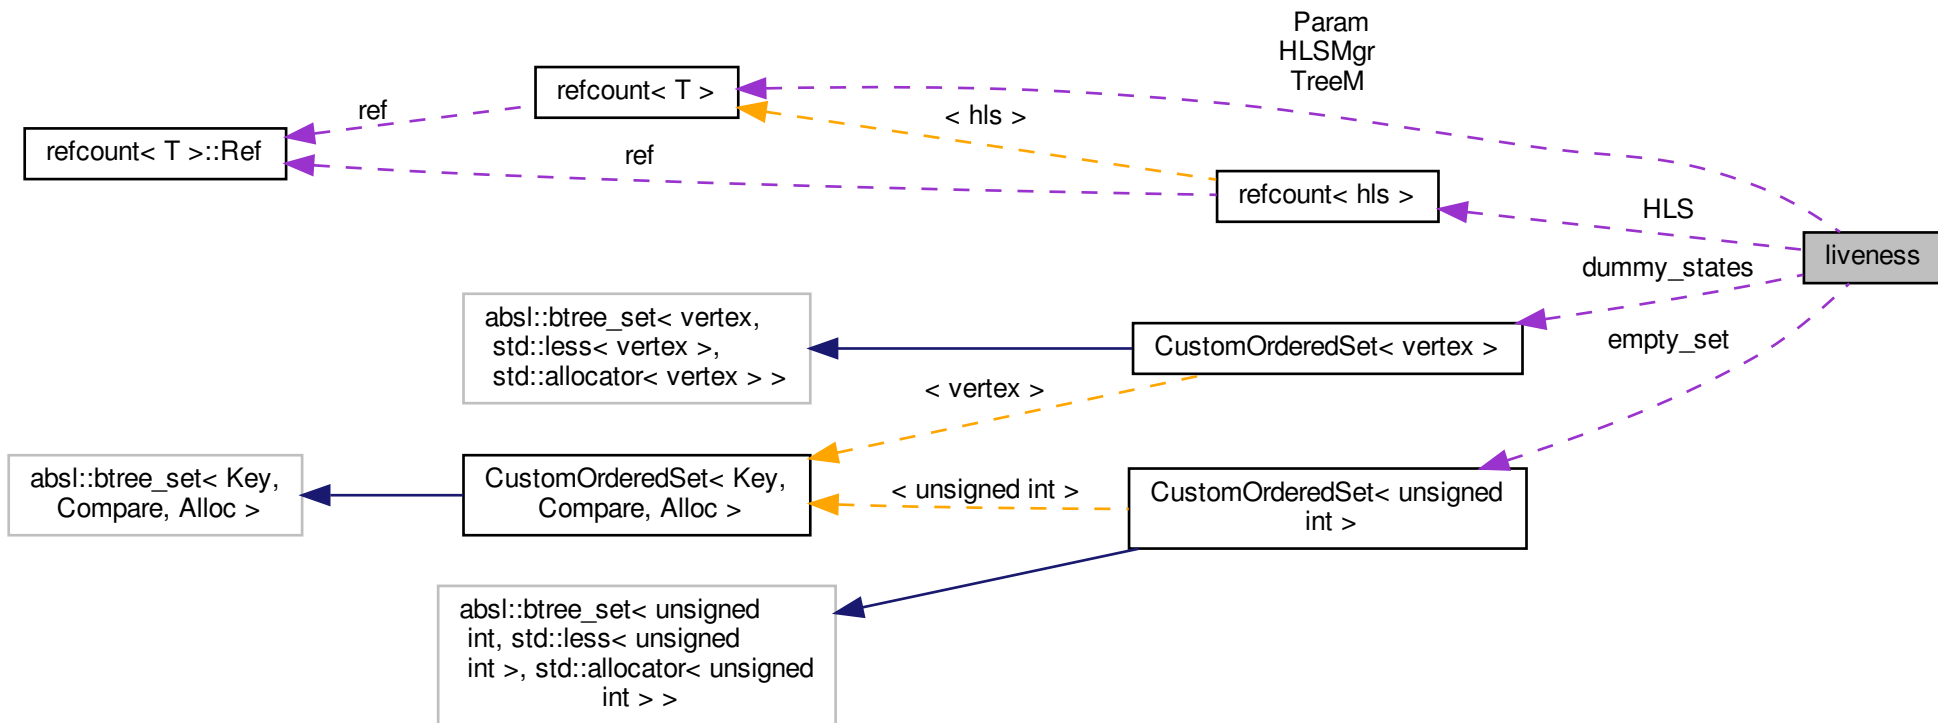 Param
HLSMgr
TreeM
refcount< T >
ref
< hls >
refcount< T >::Ref
ref
refcount< hls >
HLS
liveness
dummy_states
absl::btree_set< vertex,
std::less< vertex >,
std::allocator< vertex > >
CustomOrderedSet< vertex >
empty_set
< vertex >
absl::btree_set< Key,
Compare, Alloc >
CustomOrderedSet< Key,
Compare, Alloc >
< unsigned int >
CustomOrderedSet< unsigned
int >
absl::btree_set< unsigned
int, std::less< unsigned
int >, std::allocator< unsigned
int > >